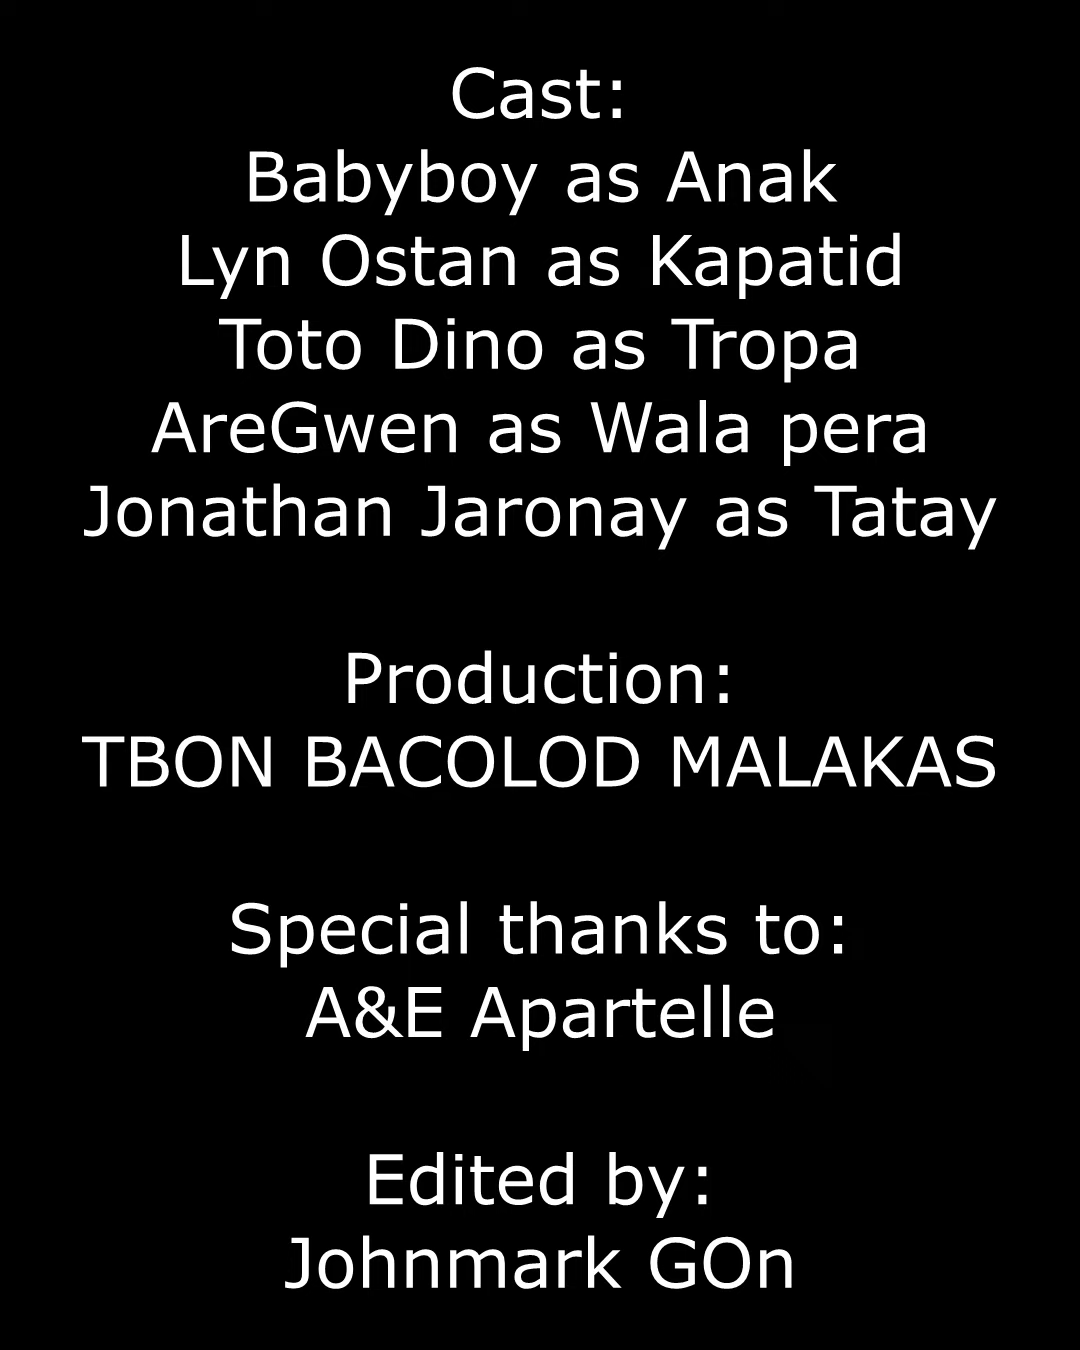 Cast:
Babyboy as Anak
Lyn Ostan as Kapatid
Toto Dino as Tropa
AreGwen as Wala pera
Jonathan Jaronay as Tatay
Production:
TBON BACOLOD MALAKAS
Special thanks to:
A&E Apartelle
Edited by:
Johnmark GOn